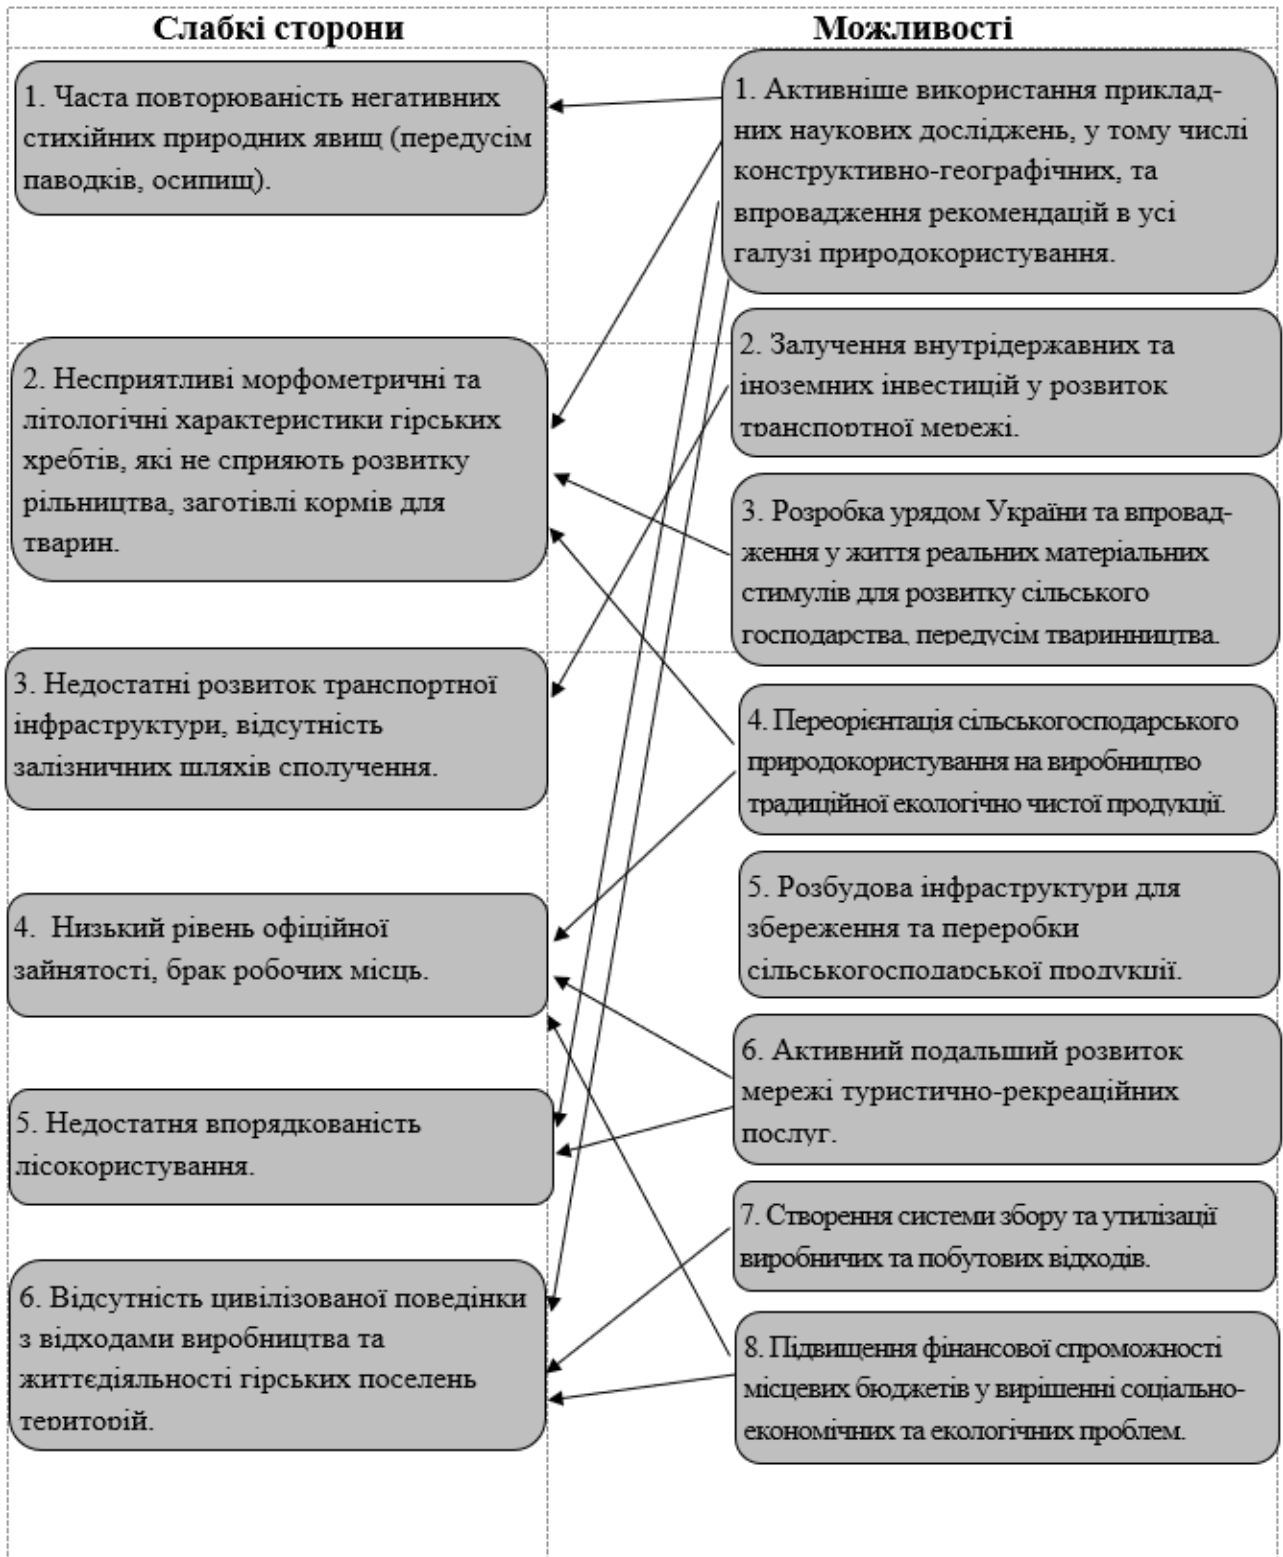 Слабкі сторони
1. Часта повторюваність негативних
стихійних природних явищ (передусім
паводків, осипищ).
2. Несприятливі морфометричні та
літологічні характеристики гірських
хребтів, які не сприяють розвитку
рільництва, заготівлі кормів для
тварин.
3. Недостатні розвиток транспортної
інфраструктури, відсутність
залізничних шляхів сполучення.
4. Низький рівень офіційної
зайнятості, брак робочих місць.
5. Недостатня впорядкованість
лісокористування.
6. Відсутність цивілізованої поведінки
з відходами виробництва та
життєдіяльності гірських поселень
територій.
Можливості
1. Активніше використання приклад-
них наукових досліджень, у тому числі
конструктивно-географічних, та
впровадження рекомендацій в усі
галузі природокористування.
2. Залучення внутрідержавних та
іноземних інвестицій у розвиток
транспортної мережі.
3. Розробка урядом України та впровад-
ження у життя реальних матеріальних
стимулів для розвитку сільського
господарства, передусім тваринництва.
4. Переорієнтація сільськогосподарського
природокористування на виробництво
традиційної екологічно чистої продукції.
5. Розбудова інфраструктури для
збереження та переробки
сільськогосподарської продукції.
6. Активний подальший розвиток
мережі туристично-рекреаційних
послуг.
7. Створення системи збору та утилізації
виробничих та побутових відходів.
8. Підвищення фінансової спроможності
місцевих бюджетів у вирішенні соціально-
економічних та екологічних проблем.